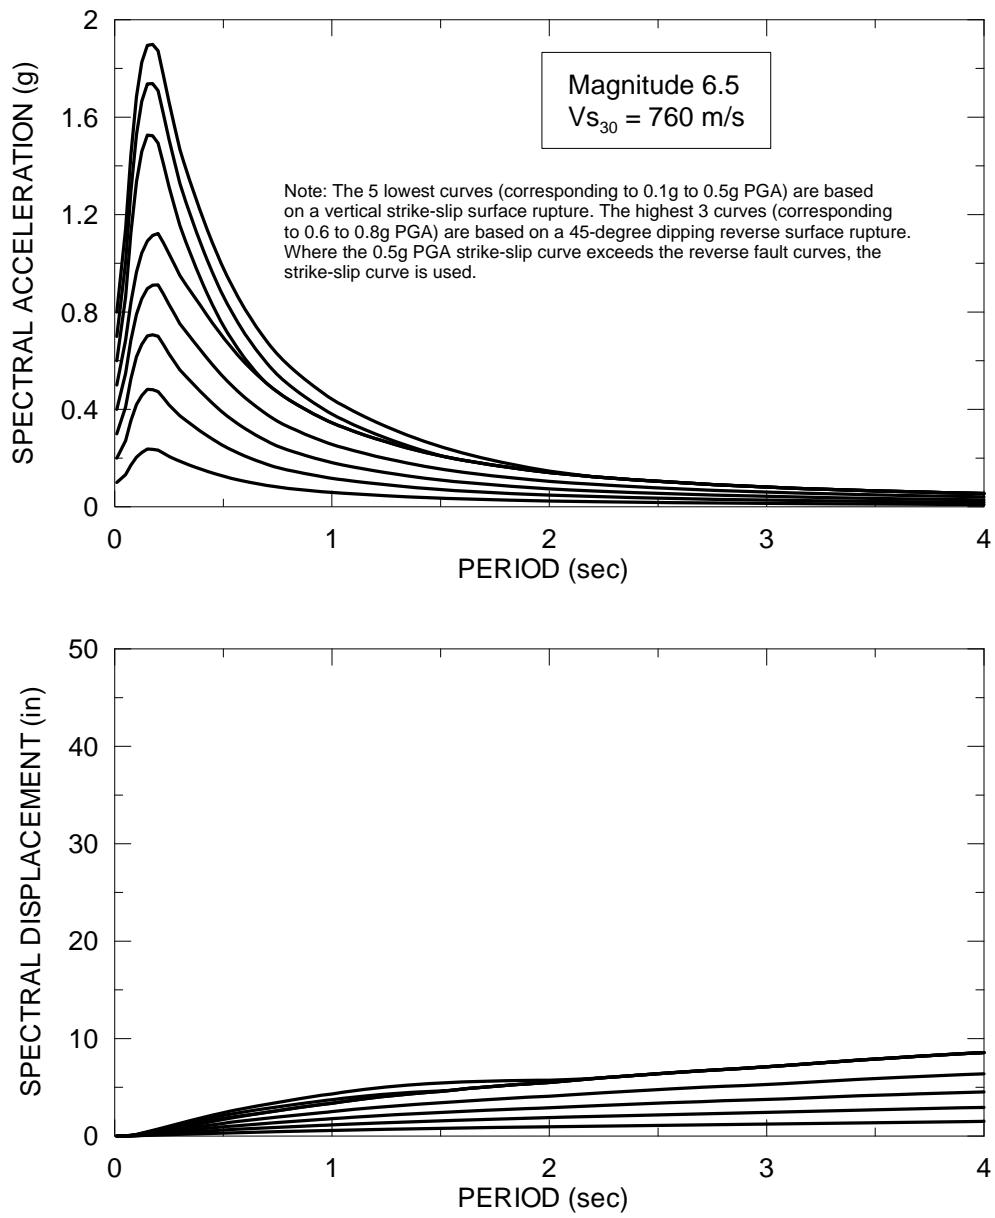 SPECTRAL ACCELERATION (g)
2
1.6
1.2
0.8
0.4
0
Magnitude 6.5
Vs30 = 760 m/s
Note: The 5 lowest curves (corresponding to 0.1g to 0.5g PGA) are based
on a vertical strike-slip surface rupture. The highest 3 curves (corresponding
to 0.6 to 0.8g PGA) are based on a 45-degree dipping reverse surface rupture.
Where the 0.5g PGA strike-slip curve exceeds the reverse fault curves, the
strike-slip curve is used.
0 1 2 3 4
PERIOD (sec)
SPECTRAL DISPLACEMENT (in)
50
40
30
20
10
0
0 1 2 3 4
PERIOD (sec)